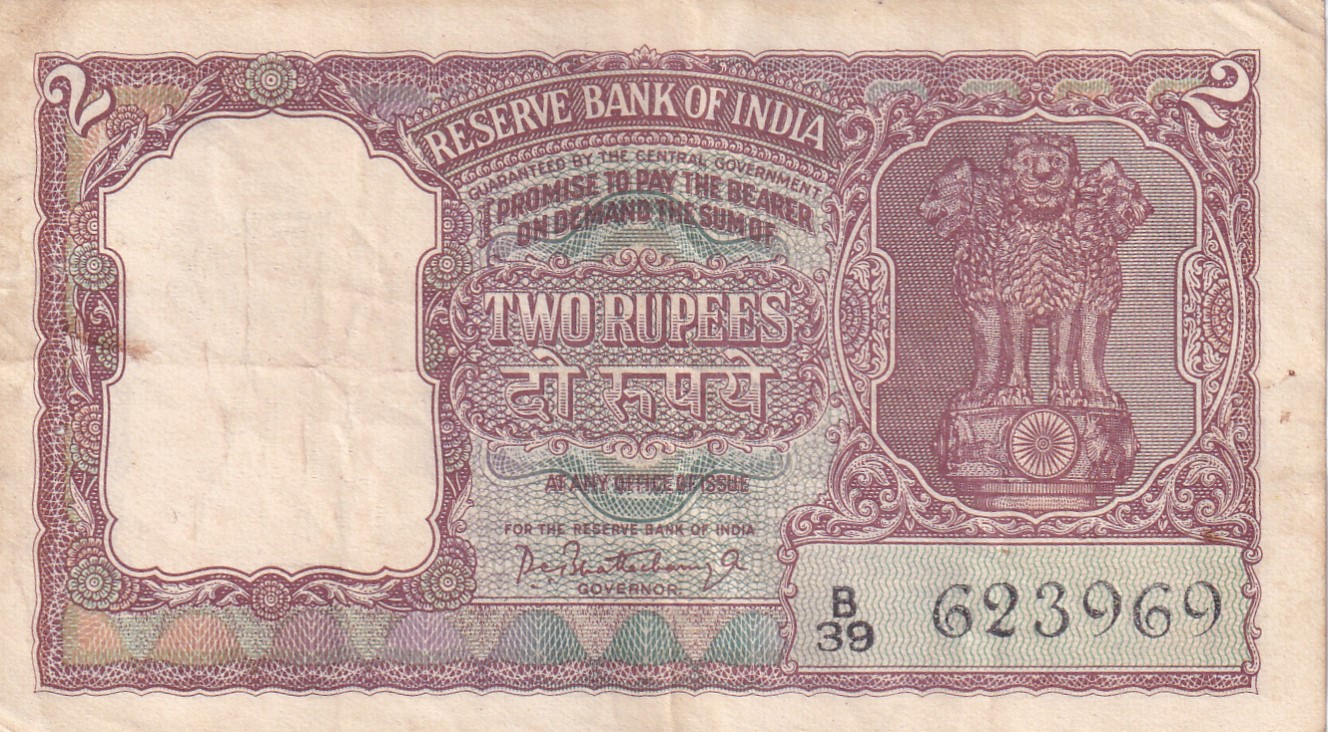 २ 2
RESERVE BANK OF INDIA
GUARANTEED BY THE CENTRAL GOVERNMENT
I PROMISE TO PAY THE BEARER
ON DEMAND THE SUM OF
TWO RUPEES
दो रूपये
AT ANY OFFICE OF ISSUE
FOR THE RESERVE BANK OF INDIA
GOVERNOR.
B
39 623969